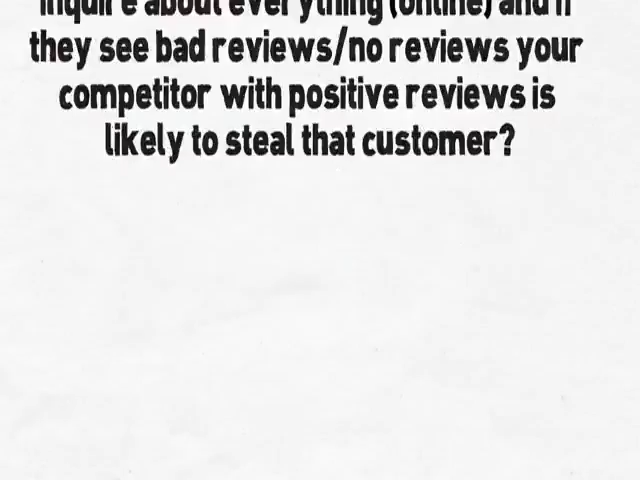 inquire about everything (online) and if
they see bad reviews/no reviews your
competitor with positive reviews is
likely to steal that customer?